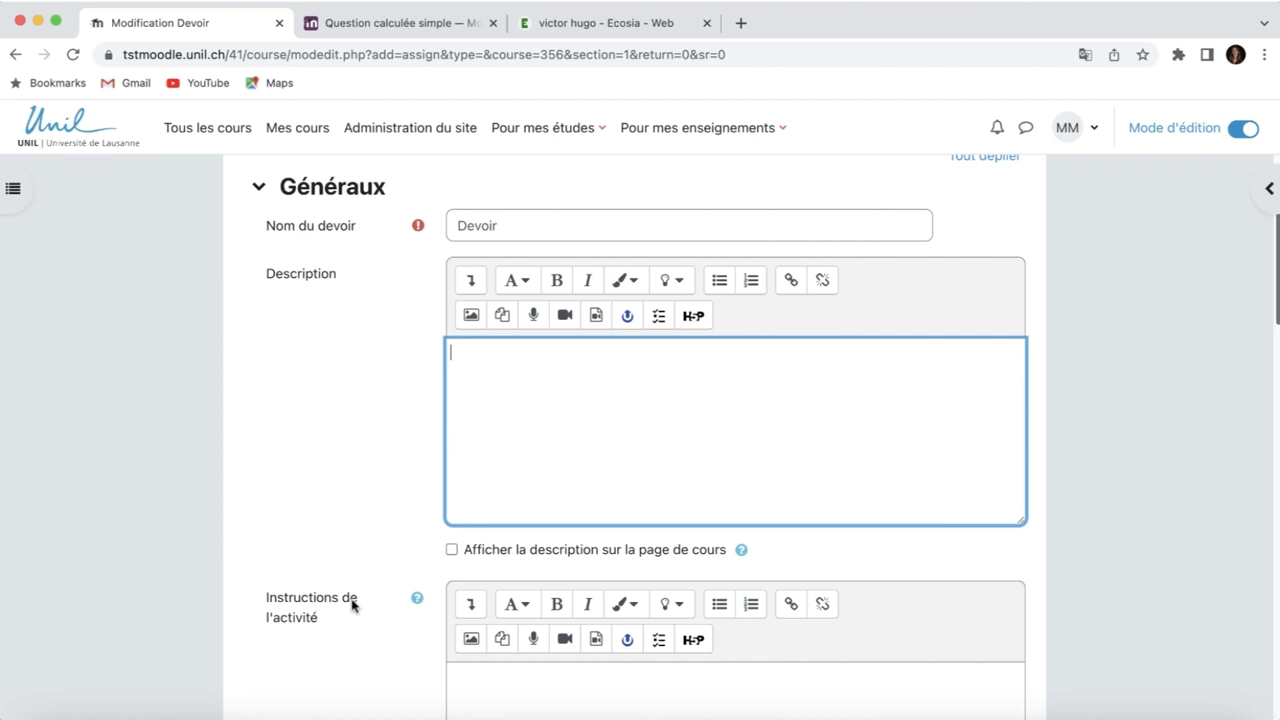 Modification Devoir
Question calculée simple — Mo
victor hugo - Ecosia - Web
tstmoodle.unil.ch/41/course/modedit.php?add=assign&type=&course=356&section=1&return=0&sr=0
Bookmarks
Gmail
YouTube
Maps
Unil
UNIL | Université de Lausanne
Tous les cours
Mes cours
Administration du site
Pour mes études
Pour mes enseignements
MM
Mode d'édition
Tout déplier
Généraux
Nom du devoir
Devoir
Description
A
B
I
H5P
Afficher la description sur la page de cours
Instructions de
l'activité
A
B
I
H5P